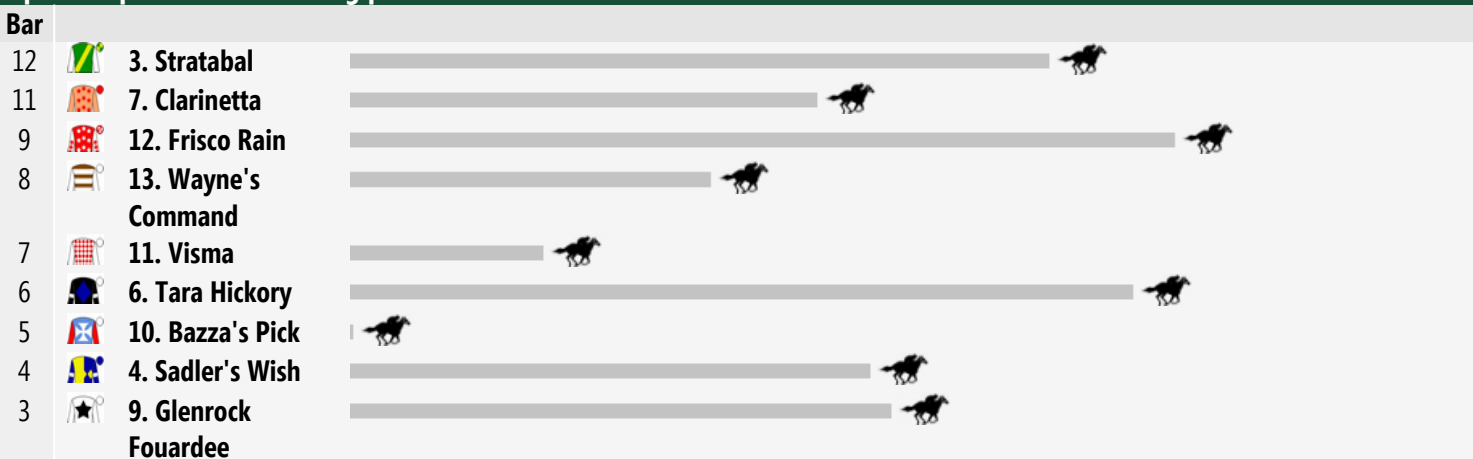 Bar
12 3. Stratabal
11 7. Clarinetta
9 12. Frisco Rain
8 13. Wayne's
Command
7 11. Visma
6 6. Tara Hickory
5 10. Bazza's Pick
4 4. Sadler's Wish
3 9. Glenrock
Fouardee